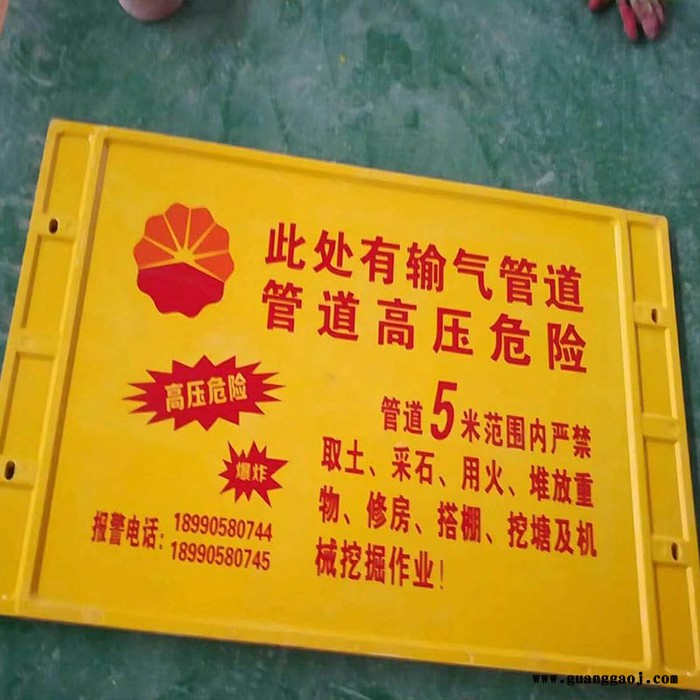 此处有输气管道
管道高压危险
高压危险
爆炸
管道5米范围内严禁
取土、采石、用火、堆放重
物、修房、搭棚、挖塘及机
械挖掘作业!
报警电话:
18990580744
18990580745
www.guanggaoj.com